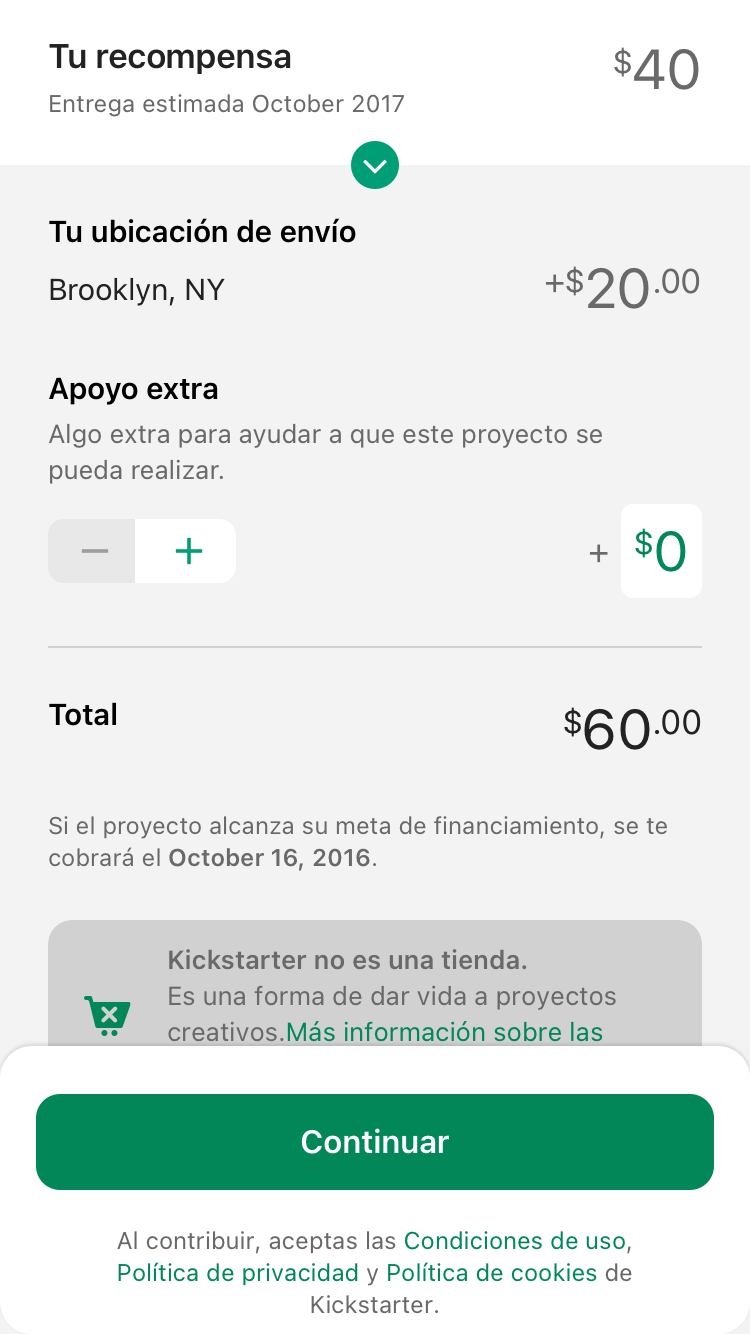 Tu recompensa
$40
Entrega estimada October 2017
Tu ubicación de envío
Brooklyn, NY
+$20.00
Apoyo extra
Algo extra para ayudar a que este proyecto se
pueda realizar.
− +
+ $0
Total
$60.00
Si el proyecto alcanza su meta de financiamiento, se te
cobrará el October 16, 2016.
Kickstarter no es una tienda.
Es una forma de dar vida a proyectos
creativos.Más información sobre las
Continuar
Al contribuir, aceptas las Condiciones de uso,
Política de privacidad y Política de cookies de
Kickstarter.